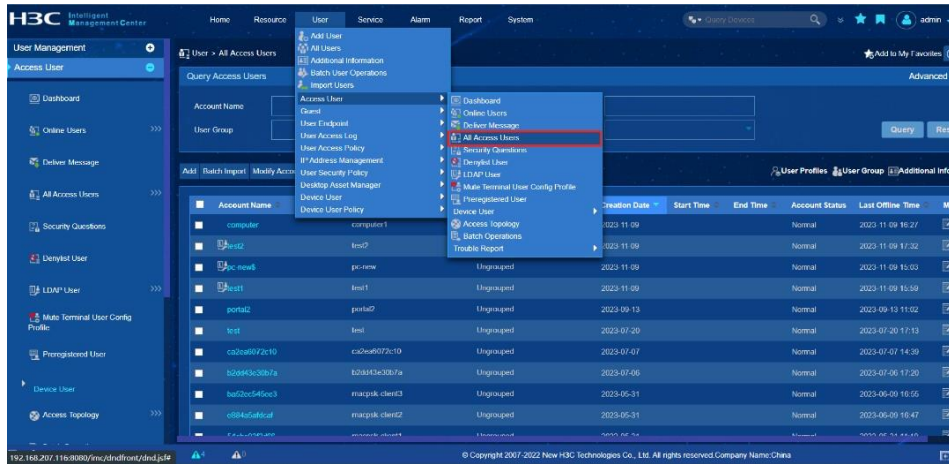 H3C Intelligent Management Center
Home Resource User Service Alarm Report System
Query Devices
admin
User Management
Access User
Dashboard
Online Users
Deliver Message
All Access Users
Security Questions
Denylist User
LDAP User
Mute Terminal User Config
Profile
Preregistered User
Device User
Access Topology
User > All Access Users
Add to My Favorites
Query Access Users
Advanced
Account Name
User Group
Query
Add User
All Users
Additional Information
Batch User Operations
Import Users
Access User
Guest
User Endpoint
User Access Log
User Access Policy
IP Address Management
User Security Policy
Desktop Asset Manager
Device User
Device User Policy
Dashboard
Online Users
Deliver Message
All Access Users
Security Questions
Denylist User
LDAP User
Mute Terminal User Config Profile
Preregistered User
Device User
Access Topology
Batch Operations
Trouble Report
Add Batch Import
User Profiles User Group
Account Name Creation Date Start Time End Time Account Status Last Offline Time
computer computer1 2023-11-09 Normal 2023-11-09 16:27
test2 test2 2023-11-09 Normal 2023-11-09 17:32
pc-new$ pc-new Ungrouped 2023-11-09 Normal 2023-11-09 15:03
test1 test1 Ungrouped 2023-11-09 Normal 2023-11-09 15:59
portal2 portal2 Ungrouped 2023-09-13 Normal 2023-09-13 11:02
test test Ungrouped 2023-07-20 Normal 2023-07-20 17:13
ca2ea8072c10 ca2ea8072c10 Ungrouped 2023-07-07 Normal 2023-07-07 14:39
b2dd43e30b7a b2dd43e30b7a Ungrouped 2023-07-06 Normal 2023-07-06 17:20
ba52cc545cc3 macpsk-client3 Ungrouped 2023-05-31 Normal 2023-06-09 16:55
macpsk-client2 Ungrouped 2023-05-31 Normal 2023-06-09 16:47
192.168.207.116:8080/imc/dndfront/dnd.jsf#
© Copyright 2007-2022 New H3C Technologies Co., Ltd. All rights reserved.Company Name:China